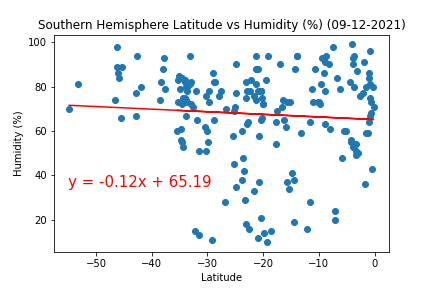 Southern Hemisphere Latitude vs Humidity (%) (09-12-2021)
100
80
60
40
20
Humidity (%)
y = -0.12x + 65.19
−50 −40 −30 −20 −10 0
Latitude